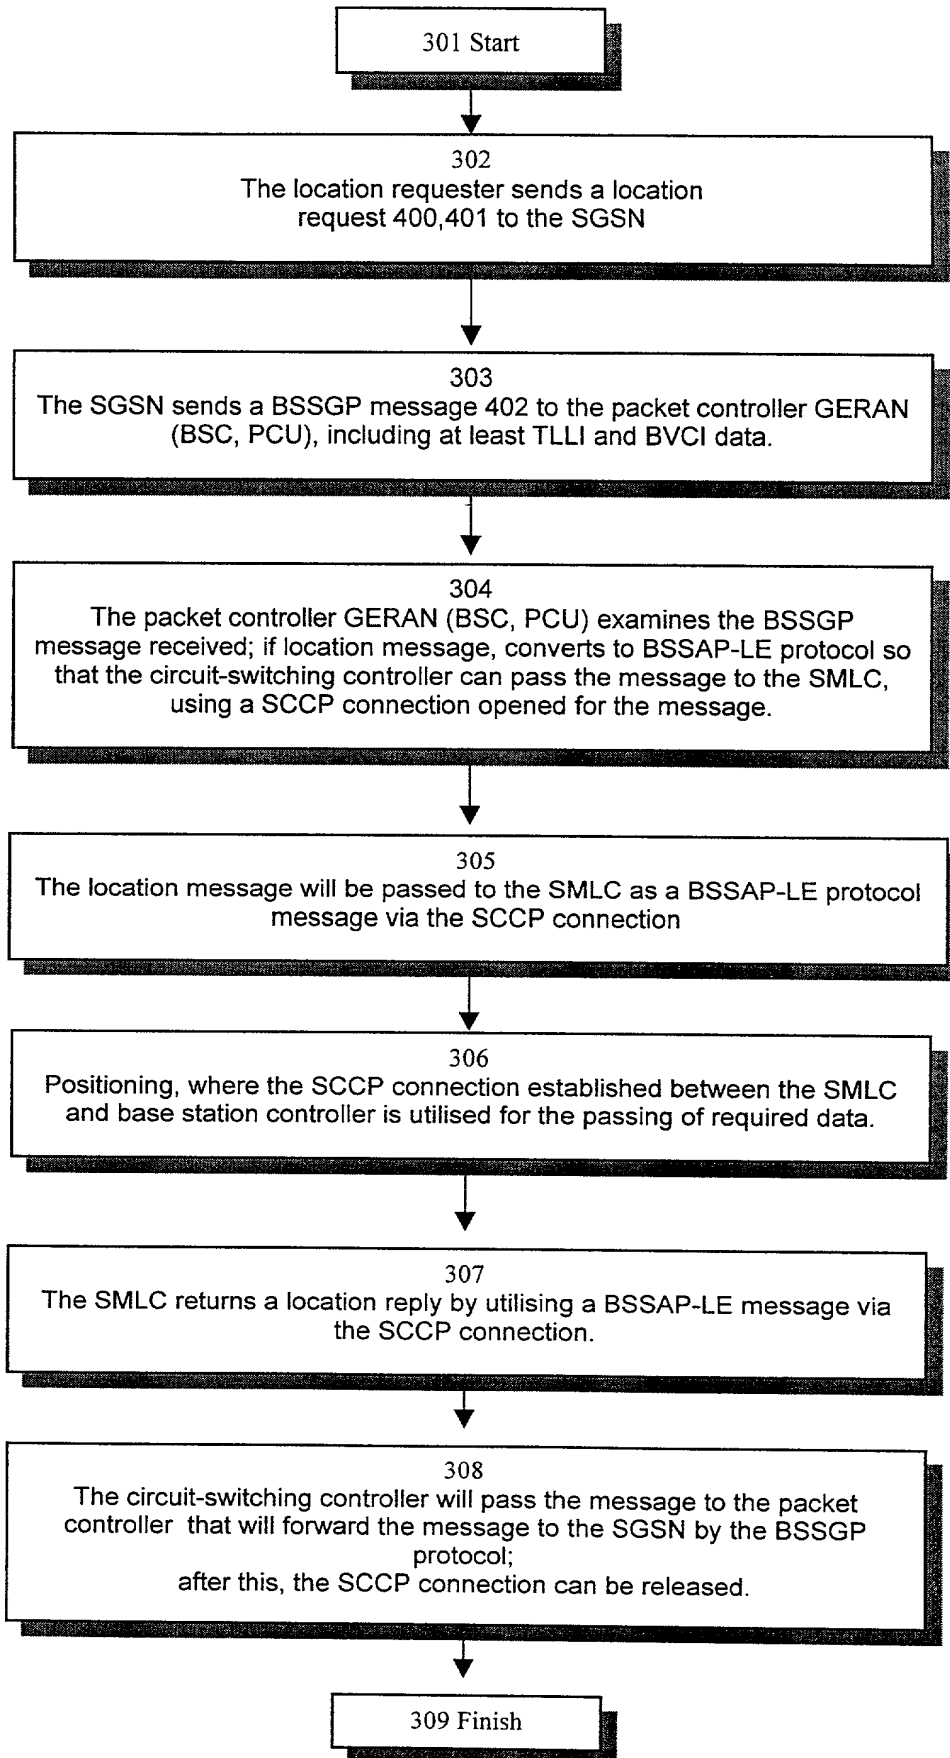 301 Start
302
The location requester sends a location
request 400,401 to the SGSN
303
The SGSN sends a BSSGP message 402 to the packet controller GERAN
(BSC, PCU), including at least TLLI and BVCI data.
304
The packet controller GERAN (BSC, PCU) examines the BSSGP
message received; if location message, converts to BSSAP-LE protocol so
that the circuit-switching controller can pass the message to the SMLC,
using a SCCP connection opened for the message.
305
The location message will be passed to the SMLC as a BSSAP-LE protocol
message via the SCCP connection
306
Positioning, where the SCCP connection established between the SMLC
and base station controller is utilised for the passing of required data.
307
The SMLC returns a location reply by utilising a BSSAP-LE message via
the SCCP connection.
308
The circuit-switching controller will pass the message to the packet
controller that will forward the message to the SGSN by the BSSGP
protocol;
after this, the SCCP connection can be released.
309 Finish